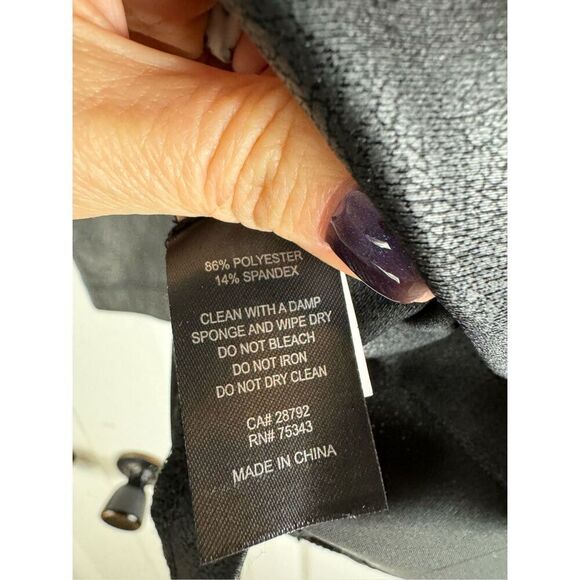 86% POLYESTER
14% SPANDEX
CLEAN WITH A DAMP
SPONGE AND WIPE DRY
DO NOT BLEACH
DO NOT IRON
DO NOT DRY CLEAN
CA# 28792
RN# 75343
MADE IN CHINA